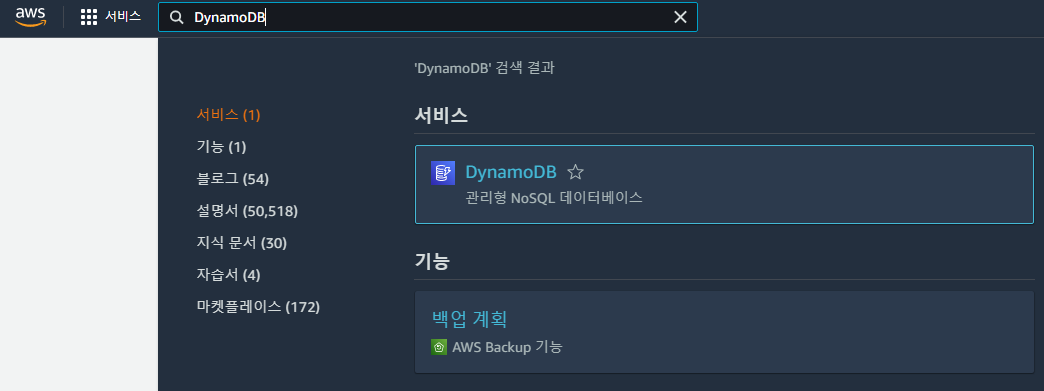 aws
서비스
DynamoDB
'DynamoDB' 검색 결과
서비스 (1)
기능 (1)
블로그 (54)
설명서 (50,518)
지식 문서 (30)
자습서 (4)
마켓플레이스 (172)
서비스
DynamoDB
관리형 NoSQL 데이터베이스
기능
백업 계획
AWS Backup 기능